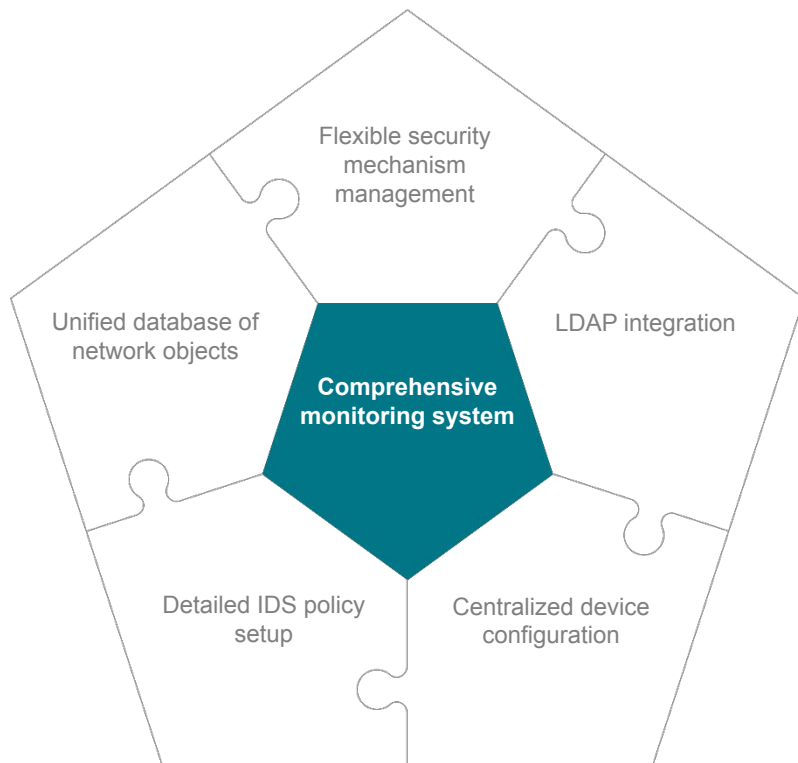 Flexible security
mechanism
management
Unified database of
network objects
LDAP integration
Comprehensive
monitoring system
Detailed IDS policy
setup
Centralized device
configuration